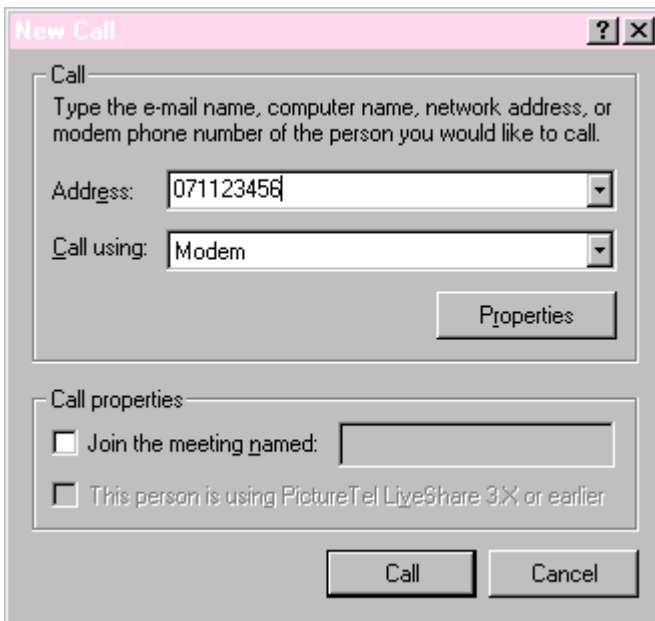 New Call
Call
Type the e-mail name, computer name, network address, or
modem phone number of the person you would like to call.
Address: 071123456
Call using: Modem
Properties
Call properties
Join the meeting named:
This person is using PictureTel LiveShare 3.X or earlier
Call Cancel